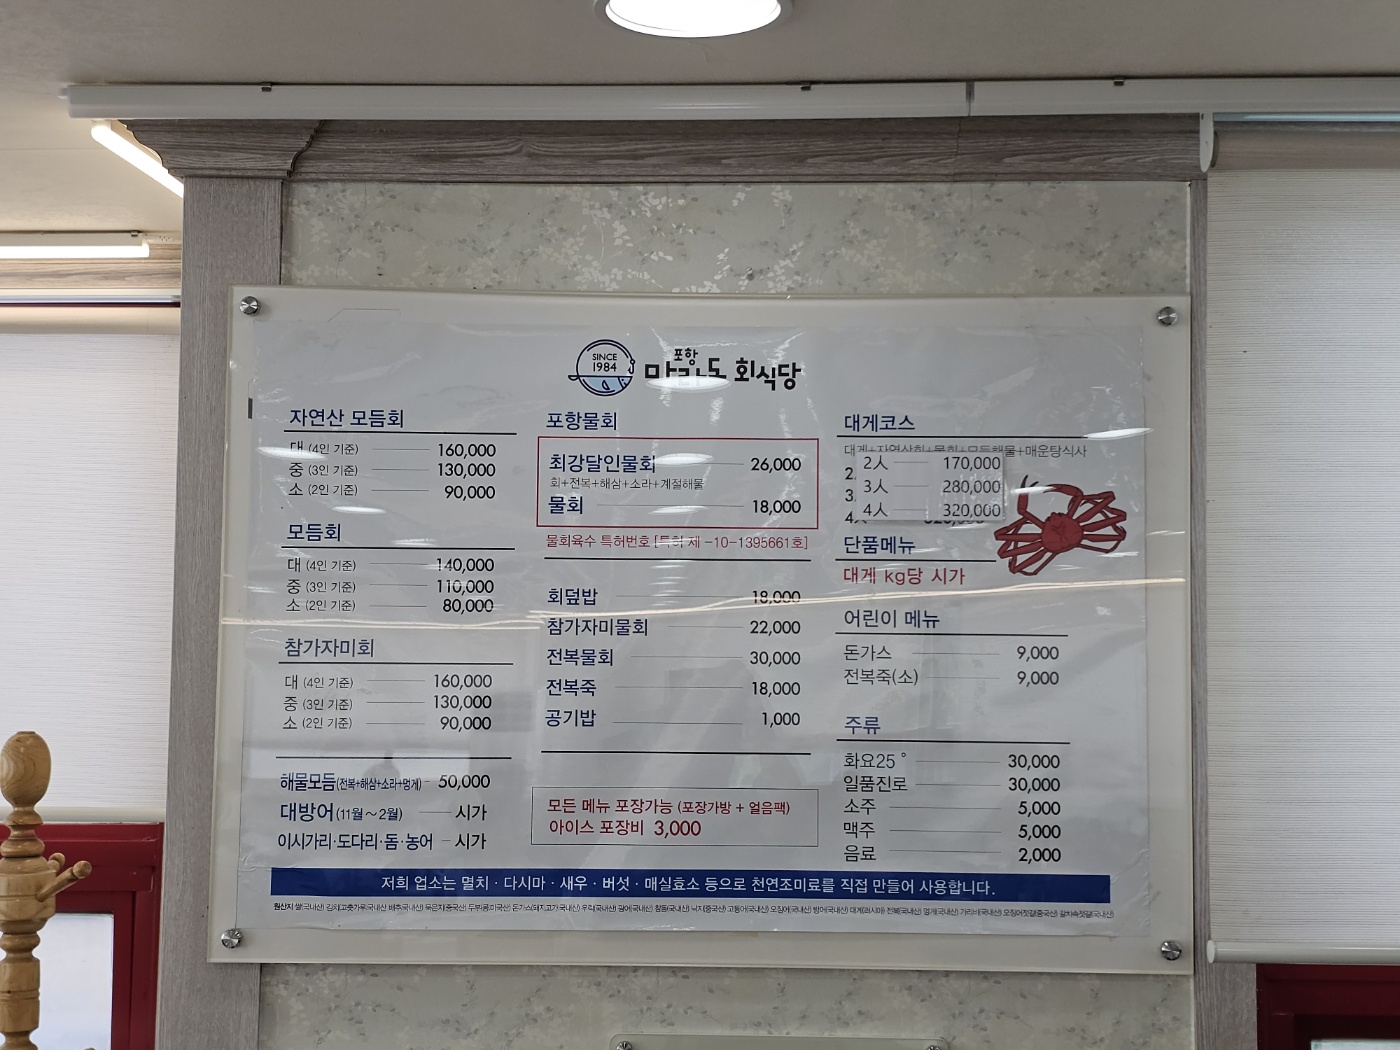 SINCE
1984
포항
마라도 회식당
자연산 모듬회
대 (4인 기준) 160,000
중 (3인 기준) 130,000
소 (2인 기준) 90,000
모듬회
대 (4인 기준) 140,000
중 (3인 기준) 110,000
소 (2인 기준) 80,000
참가자미회
대 (4인 기준) 160,000
중 (3인 기준) 130,000
소 (2인 기준) 90,000
해물모듬(전복+해삼+소라+멍게) 50,000
대방어(11월~2월) 시가
이시가리·도다리·돔·농어 시가
포항물회
최강달인물회 26,000
회+전복+해삼+소라+계절해물
물회 18,000
물회육수 특허번호 [특허 제 -10-1395661호]
회덮밥 18,000
참가자미물회 22,000
전복물회 30,000
전복죽 18,000
공기밥 1,000
모든 메뉴 포장가능 (포장가방 + 얼음팩)
아이스 포장비 3,000
대게코스
대게+자연산회+물회+모듬해물+매운탕식사
2人 170,000
3人 280,000
4人 320,000
단품메뉴
대게 kg당 시가
어린이 메뉴
돈가스 9,000
전복죽(소) 9,000
주류
화요25° 30,000
일품진로 30,000
소주 5,000
맥주 5,000
음료 2,000
저희 업소는 멸치 · 다시마 · 새우 · 버섯 · 매실효소 등으로 천연조미료를 직접 만들어 사용합니다.